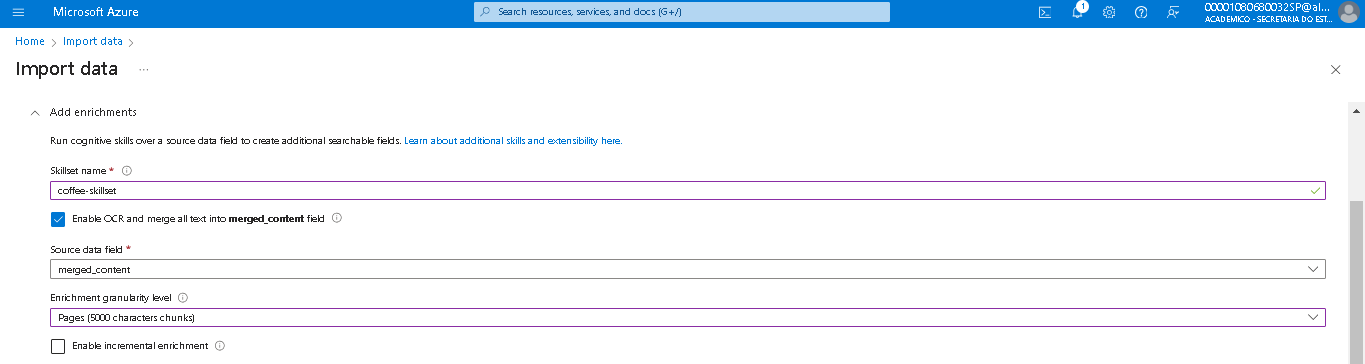 Microsoft Azure
Search resources, services, and docs (G+/)
1
00001080680032SP@al...
ACADEMICO - SECRETARIA DO EST...
Home > Import data >
Import data ...
Add enrichments
Run cognitive skills over a source data field to create additional searchable fields. Learn about additional skills and extensibility here.
Skillset name *
coffee-skillset
Enable OCR and merge all text into merged_content field
Source data field *
merged_content
Enrichment granularity level
Pages (5000 characters chunks)
Enable incremental enrichment